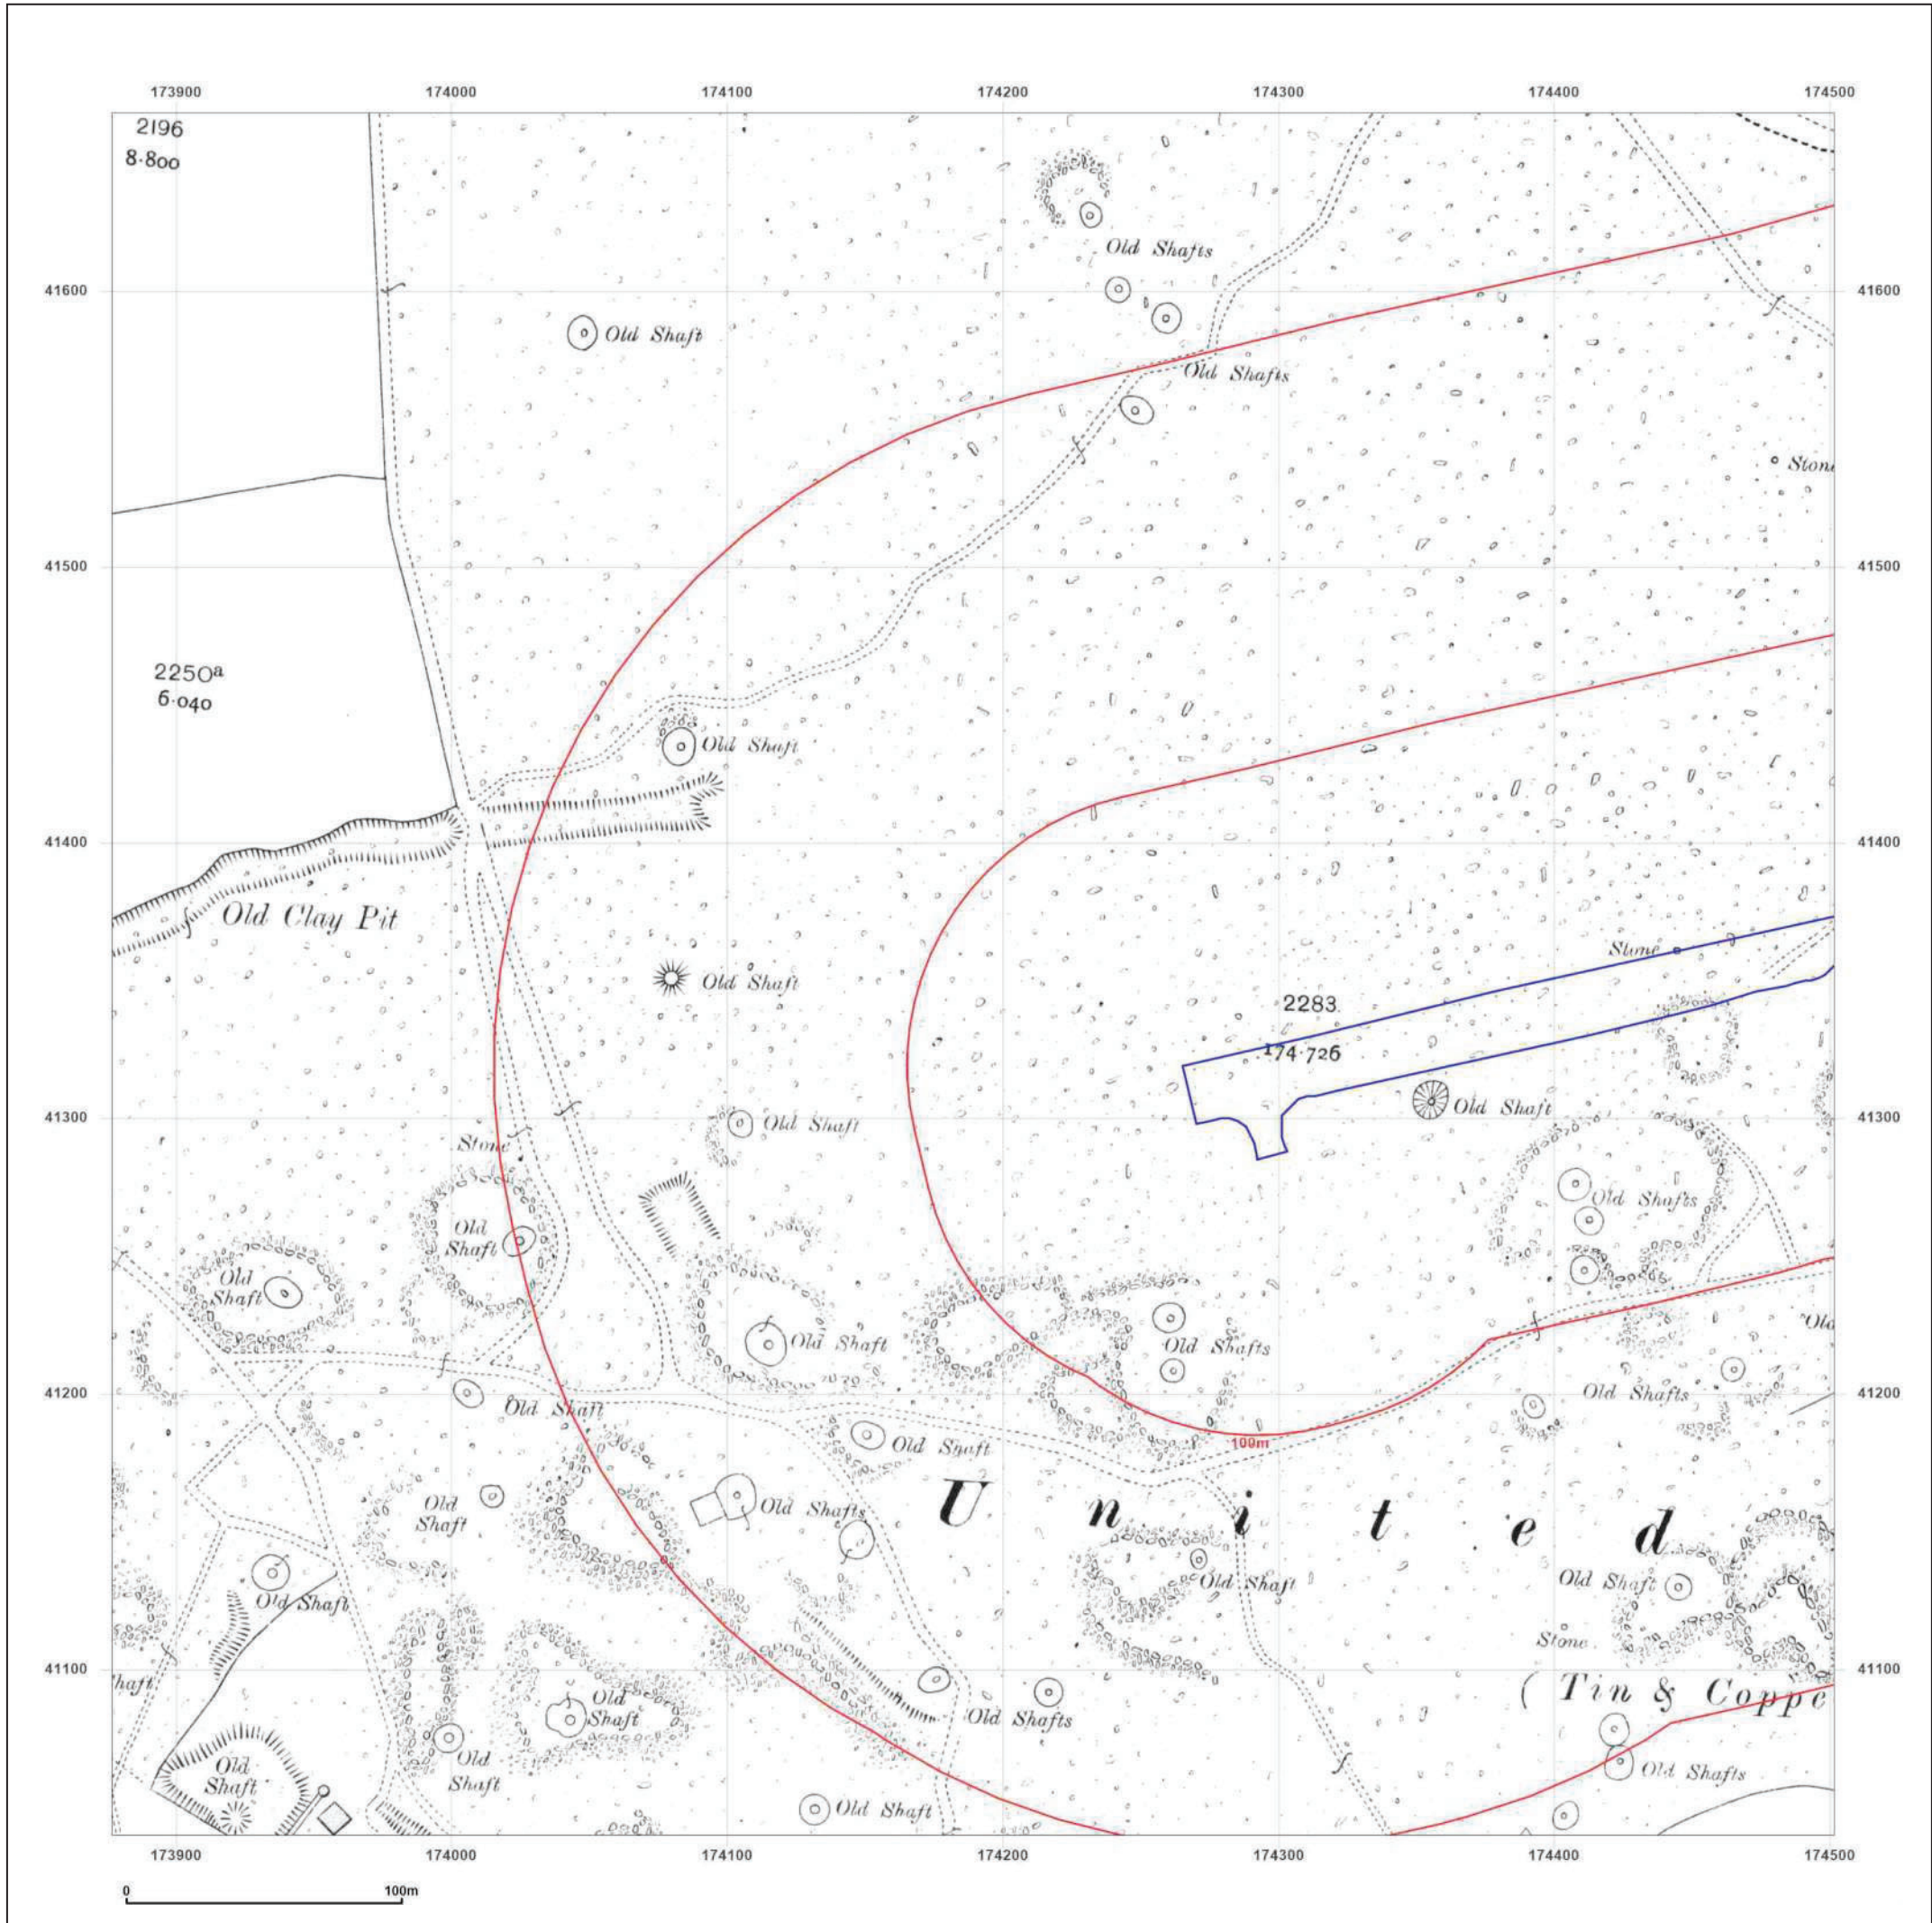 173900 174000 174100 174200 174300 174400 174500
2196
8·800
Old Shafts
41600 41600
Old Shaft
Old Shafts
Ston
41500 41500
2250a
6·040
Old Shaft
41400 41400
Old Clay Pit
Stone
Old Shaft
2283
174·726
Old Shaft
41300 41300
Old Shaft
Stone
Old Shafts
Old
Shaft
Old
Shaft
Old
Old Shaft
Old Shafts
41200 41200
Old Shafts
Old Shaft
100m
Old Shaft
Old
Shaft
Old Shafts
United
Old Shaft
Old Shaft
Old Shaft
Stone
41100 41100
haft
(Tin & Coppe
Old
Shaft
Old Shafts
Old
Shaft
Old
Shaft
Old Shafts
Old Shaft
173900 174000 174100 174200 174300 174400 174500
0 100m